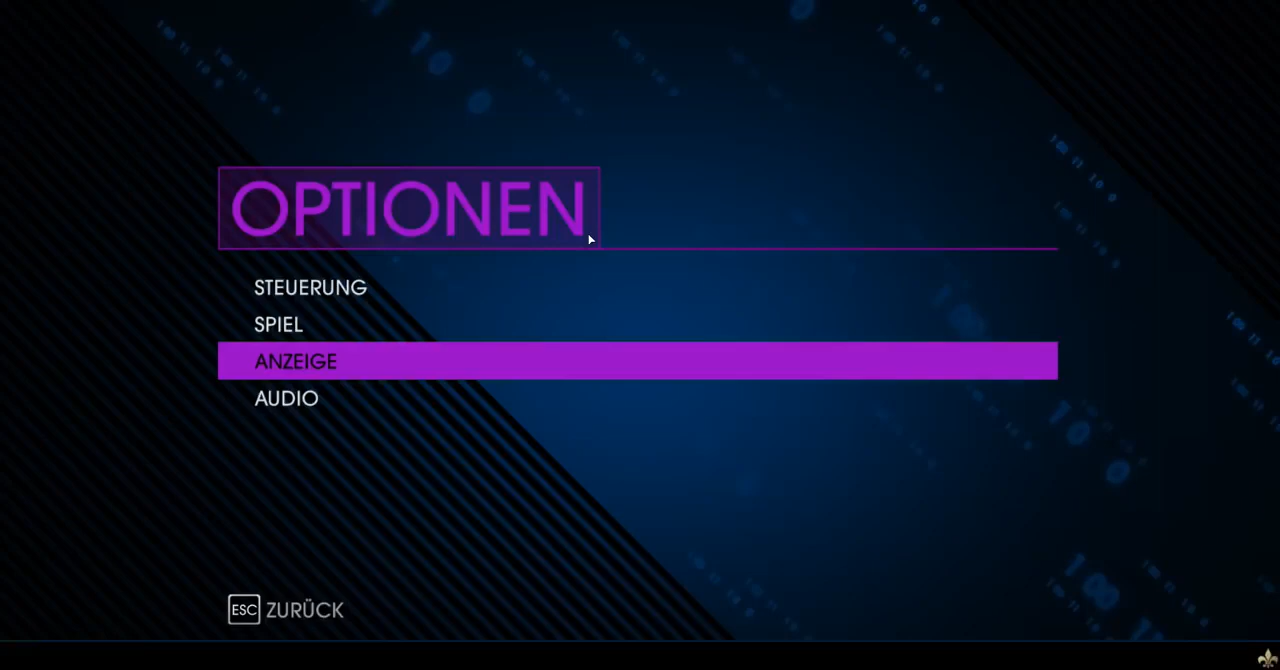 OPTIONEN
STEUERUNG
SPIEL
ANZEIGE
AUDIO
ESC ZURÜCK